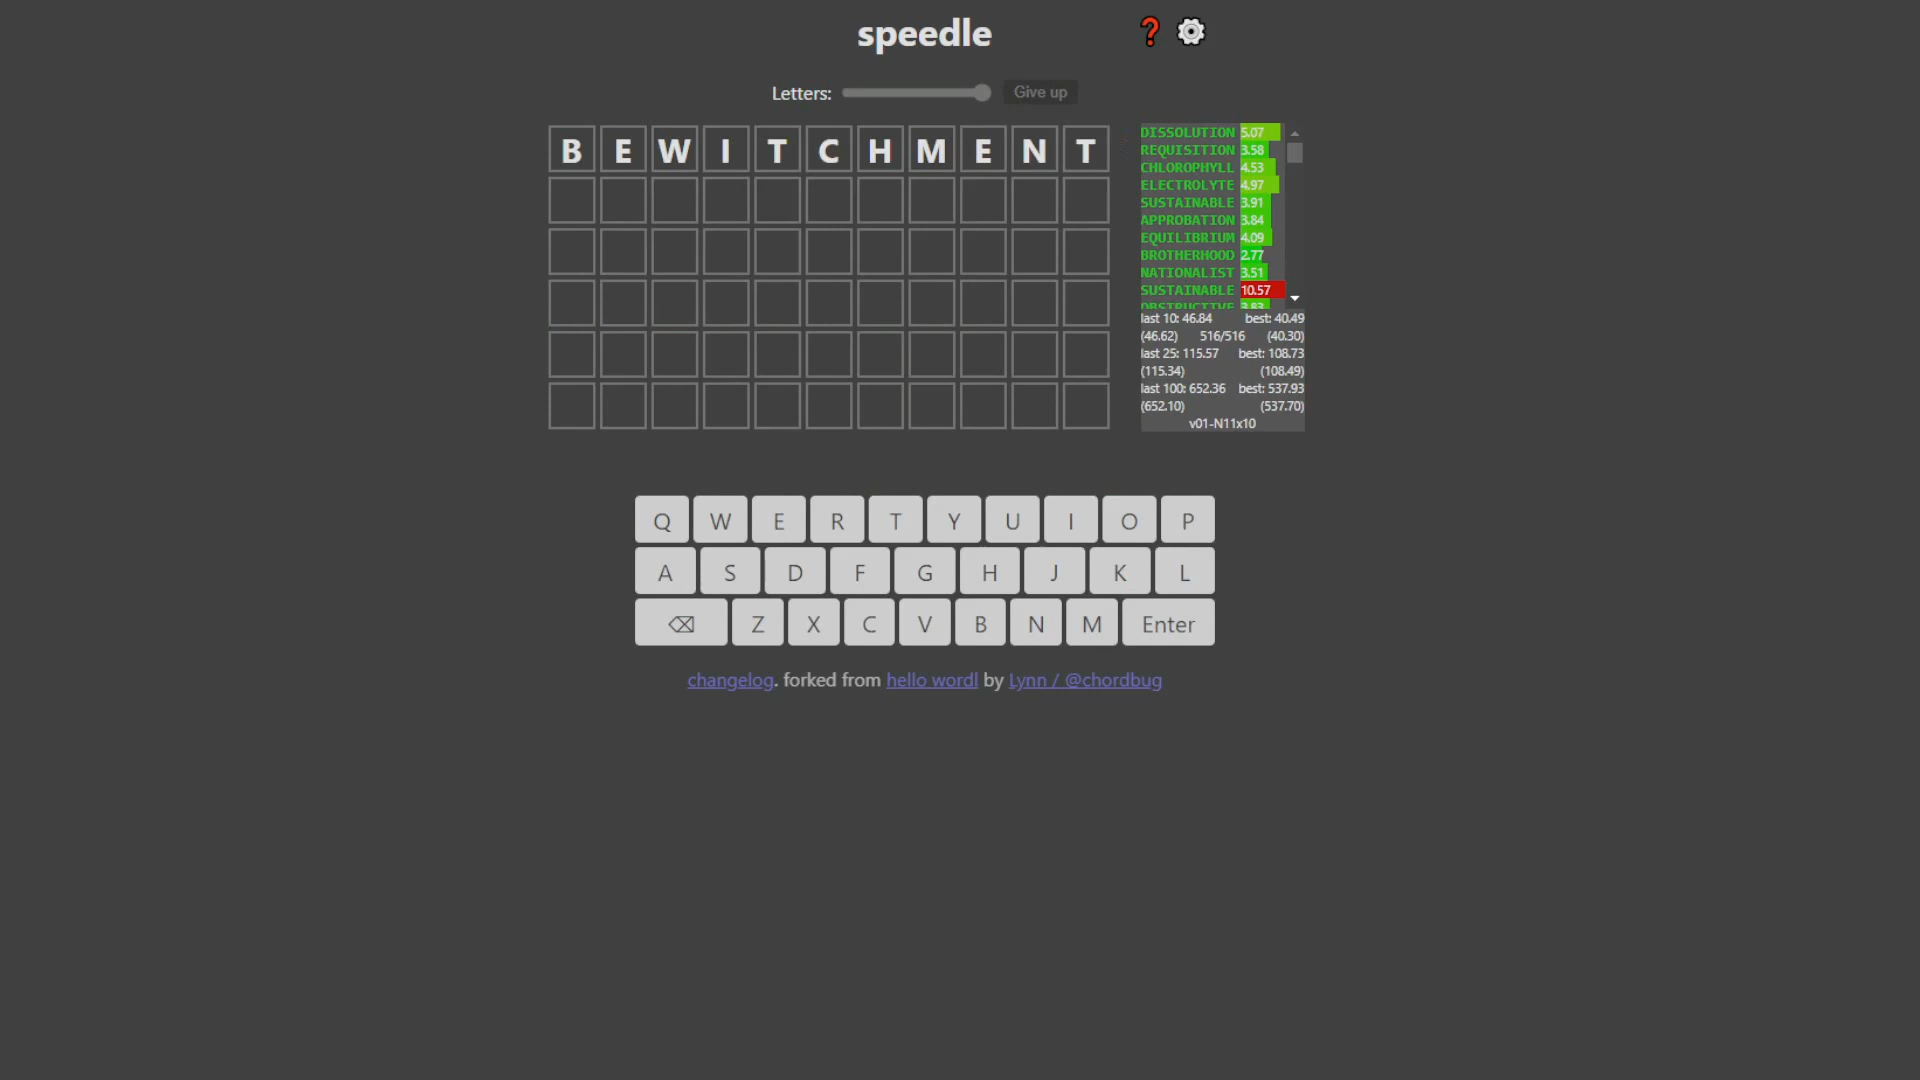 speedle
❓
Letters: Give up
B E W I T C H M E N T
DISSOLUTION 5.07
REQUISITION 3.58
CHLOROPHYLL 4.53
ELECTROLYTE 4.97
SUSTAINABLE 3.91
APPROBATION 3.84
EQUILIBRIUM 4.09
BROTHERHOOD 2.77
NATIONALIST 3.51
SUSTAINABLE 10.57
OBSTRUCTIVE 3.83
last 10: 46.84 best: 40.49
(46.62) 516/516 (40.30)
last 25: 115.57 best: 108.73
(115.34) (108.49)
last 100: 652.36 best: 537.93
(652.10) (537.70)
v01-N11x10
Q W E R T Y U I O P
A S D F G H J K L
⌫ Z X C V B N M Enter
changelog. forked from hello wordl by Lynn / @chordbug